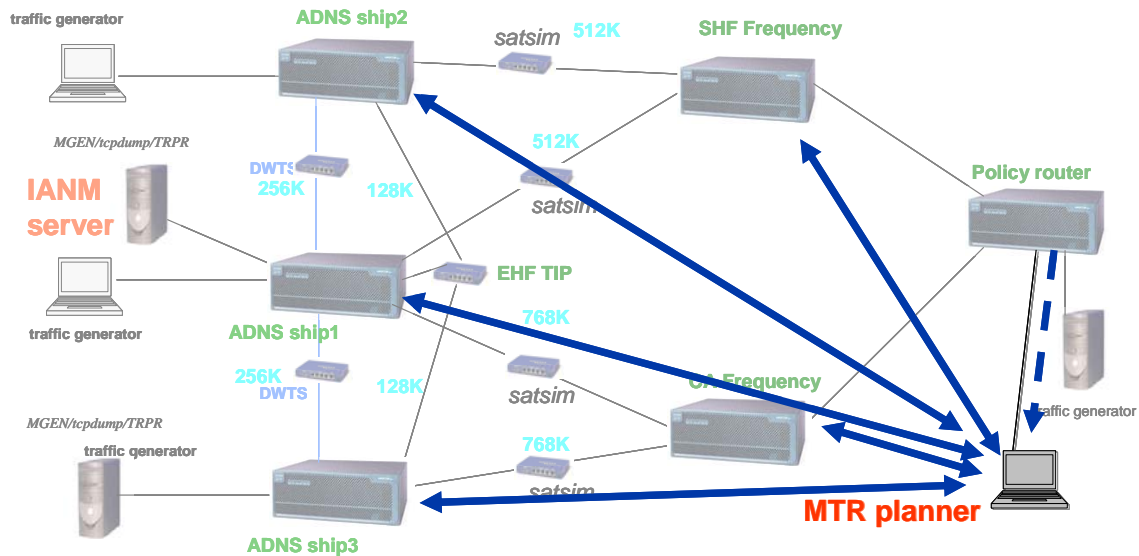 traffic generator
ADNS ship2
satsim
512K
SHF Frequency
MGEN/tcpdump/TRPR
DWTS
256K
128K
512K
satsim
Policy router
IANM
server
EHF TIP
traffic generator
ADNS ship1
768K
256K
DWTS
128K
satsim
CA Frequency
traffic generator
MGEN/tcpdump/TRPR
traffic generator
768K
satsim
MTR planner
ADNS ship3